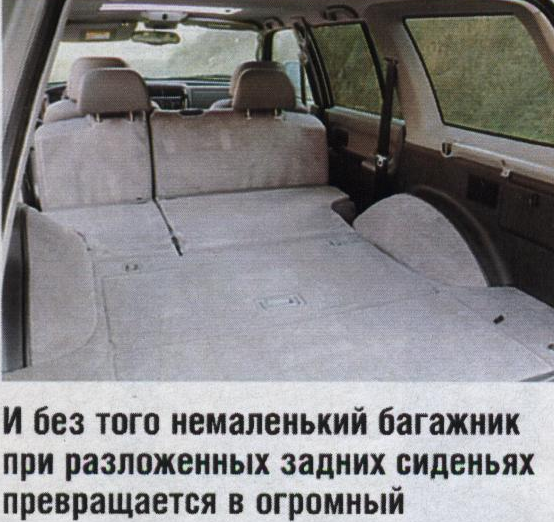 И без того немаленький багажник
при разложенных задних сиденьях
превращается в огромный